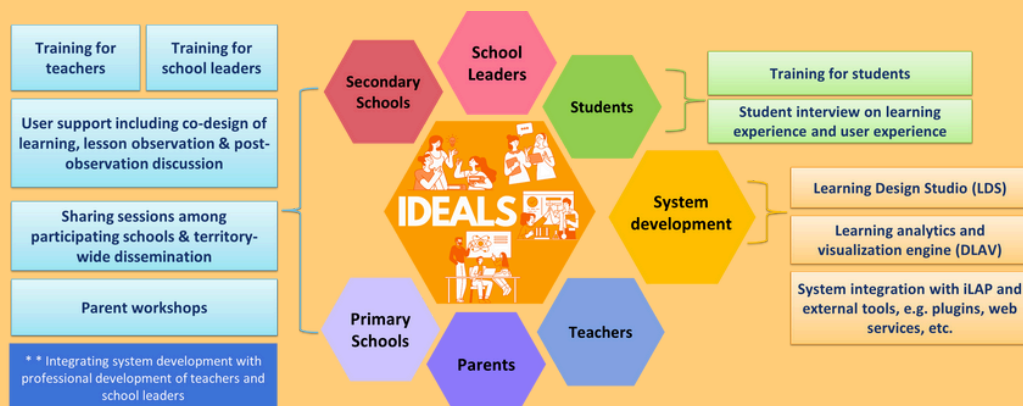 Training for
teachers
Training for
school leaders
User support including co-design of
learning, lesson observation & post-
observation discussion
Sharing sessions among
participating schools & territory-
wide dissemination
Parent workshops
* * Integrating system development with
professional development of teachers and
school leaders
Secondary
Schools
School
Leaders
Students
IDEALS
System
development
Primary
Schools
Parents
Teachers
Training for students
Student interview on learning
experience and user experience
Learning Design Studio (LDS)
Learning analytics and
visualization engine (DLAV)
System integration with iLAP and
external tools, e.g. plugins, web
services, etc.